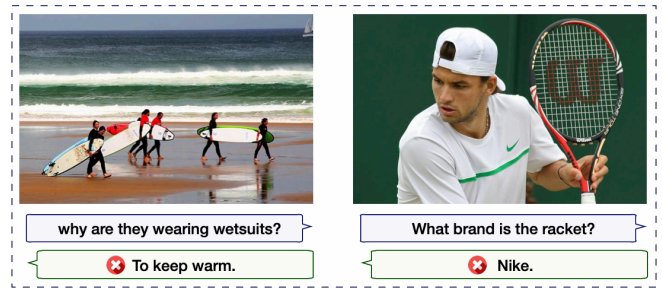 why are they wearing wetsuits?
What brand is the racket?
To keep warm.
Nike.
W